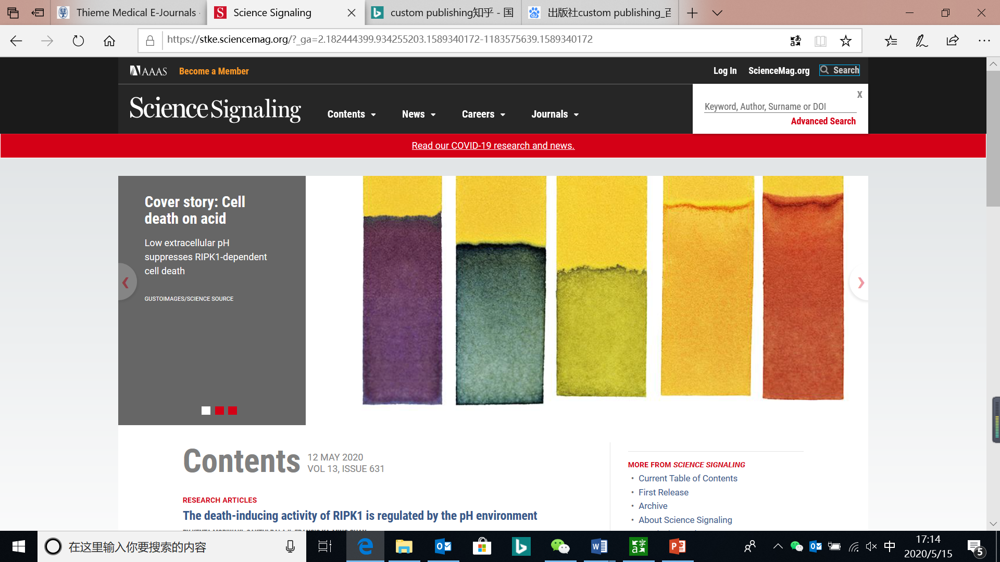 Thieme Medical E-Journals
Science Signaling
custom publishing知乎 - 国
出版社custom publishing_百
https://stke.sciencemag.org/?_ga=2.182444399.934255203.1589340172-1183575639.1589340172
AAAS
Become a Member
Log In
ScienceMag.org
Search
Science Signaling
Contents
News
Careers
Journals
X
Keyword, Author, Surname or DOI
Advanced Search
Read our COVID-19 research and news.
Cover story: Cell
death on acid
Low extracellular pH
suppresses RIPK1-dependent
cell death
GUSTOIMAGES/SCIENCE SOURCE
Contents
12 MAY 2020
VOL 13, ISSUE 631
RESEARCH ARTICLES
The death-inducing activity of RIPK1 is regulated by the pH environment
MORE FROM SCIENCE SIGNALING
• Current Table of Contents
• First Release
• Archive
• About Science Signaling
在这里输入你要搜索的内容
中
17:14
2020/5/15
5